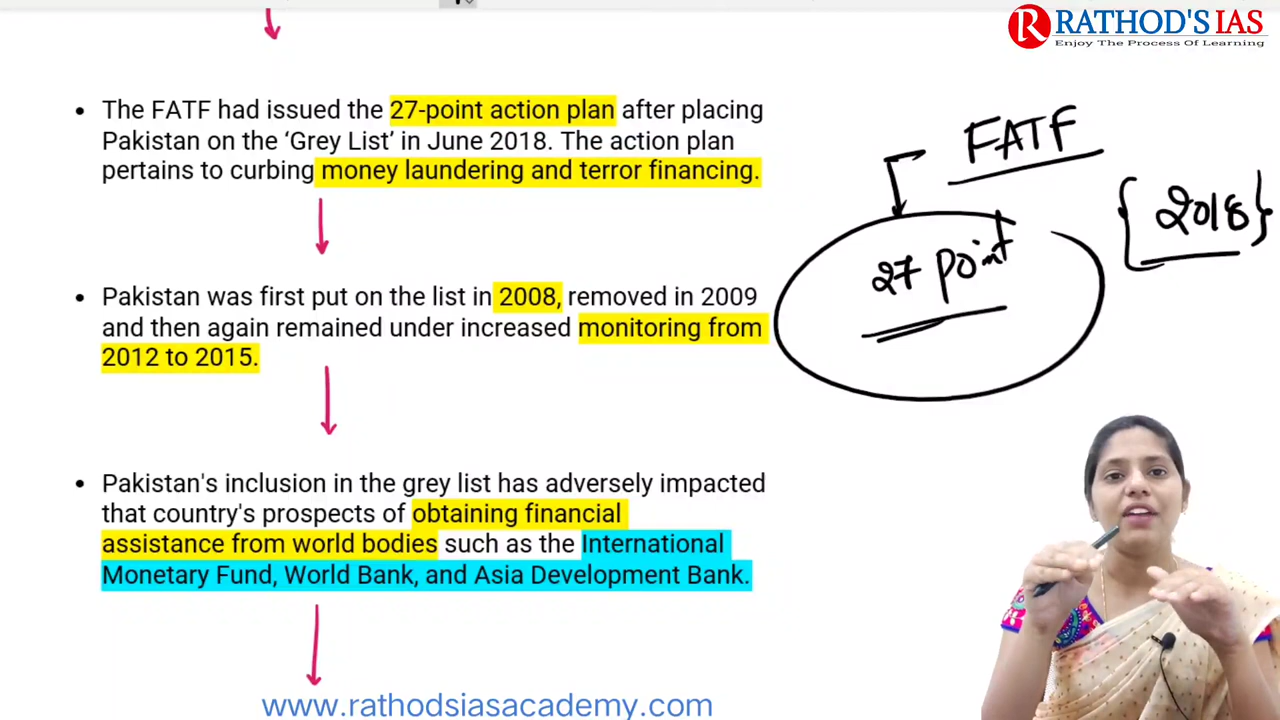 RATHOD'S IAS
Enjoy The Process Of Learning
• The FATF had issued the 27-point action plan after placing
Pakistan on the ‘Grey List’ in June 2018. The action plan
pertains to curbing money laundering and terror financing.
• Pakistan was first put on the list in 2008, removed in 2009
and then again remained under increased monitoring from
2012 to 2015.
• Pakistan's inclusion in the grey list has adversely impacted
that country's prospects of obtaining financial
assistance from world bodies such as the International
Monetary Fund, World Bank, and Asia Development Bank.
FATF
{ 2018 }
27 point
www.rathodsiasacademy.com